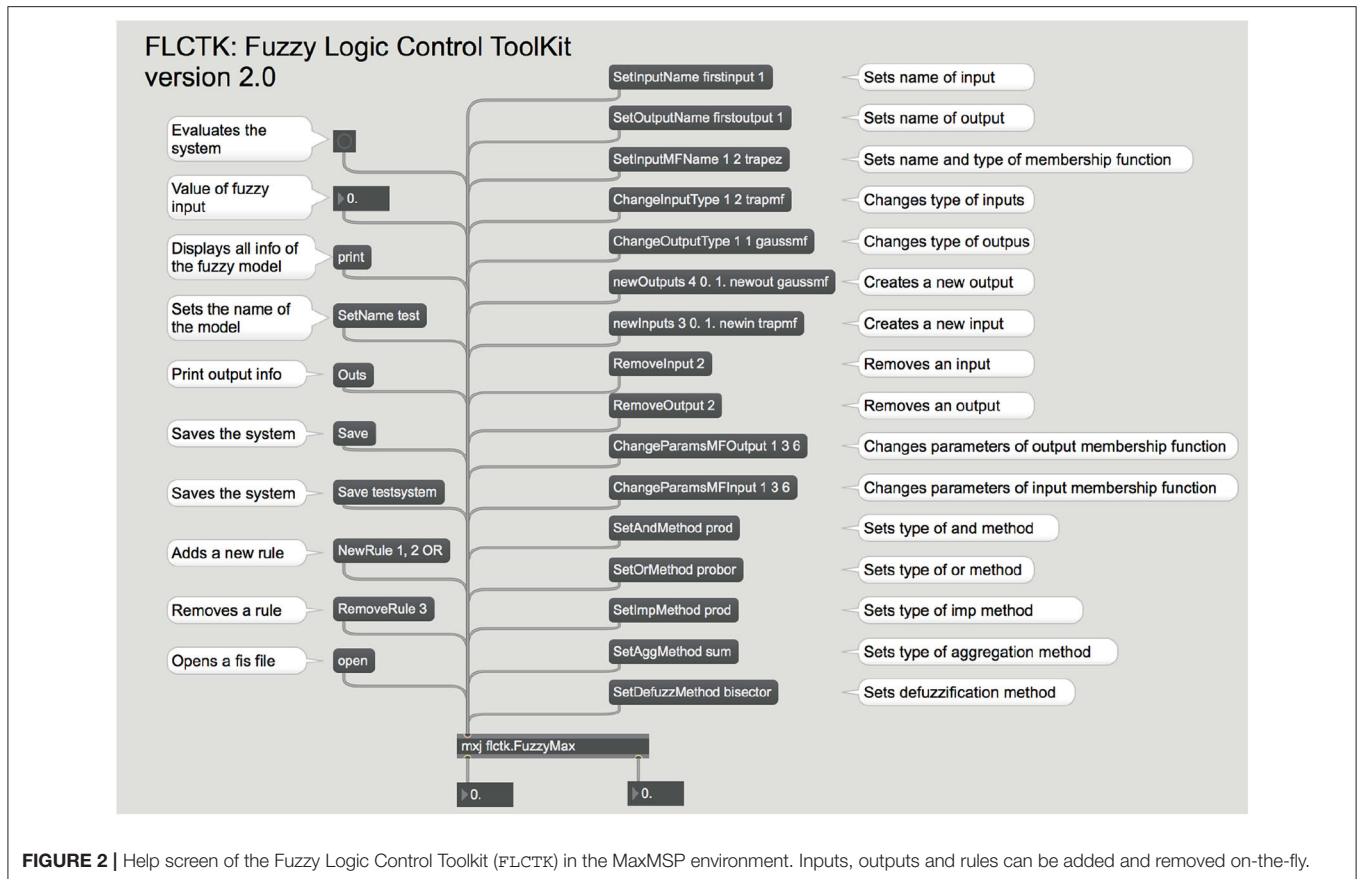 FLCTK: Fuzzy Logic Control ToolKit
version 2.0
Evaluates the
system
Value of fuzzy
input
0.
Displays all info of
the fuzzy model
print
Sets the name of
the model
SetName test
Print output info
Outs
Saves the system
Save
Saves the system
Save testsystem
Adds a new rule
NewRule 1, 2 OR
Removes a rule
RemoveRule 3
Opens a fis file
open
SetInputName firstinput 1
Sets name of input
SetOutputName firstoutput 1
Sets name of output
SetInputMFName 1 2 trapez
Sets name and type of membership function
ChangeInputType 1 2 trapmf
Changes type of inputs
ChangeOutputType 1 1 gaussmf
Changes type of outpus
newOutputs 4 0. 1. newout gaussmf
Creates a new output
newInputs 3 0. 1. newin trapmf
Creates a new input
RemoveInput 2
Removes an input
RemoveOutput 2
Removes an output
ChangeParamsMFOutput 1 3 6
Changes parameters of output membership function
ChangeParamsMFInput 1 3 6
Changes parameters of input membership function
SetAndMethod prod
Sets type of and method
SetOrMethod probor
Sets type of or method
SetImpMethod prod
Sets type of imp method
SetAggMethod sum
Sets type of aggregation method
SetDefuzzMethod bisector
Sets defuzzification method
mxj flctk.FuzzyMax
0.
0.
FIGURE 2 | Help screen of the Fuzzy Logic Control Toolkit (FLCTK) in the MaxMSP environment. Inputs, outputs and rules can be added and removed on-the-fly.